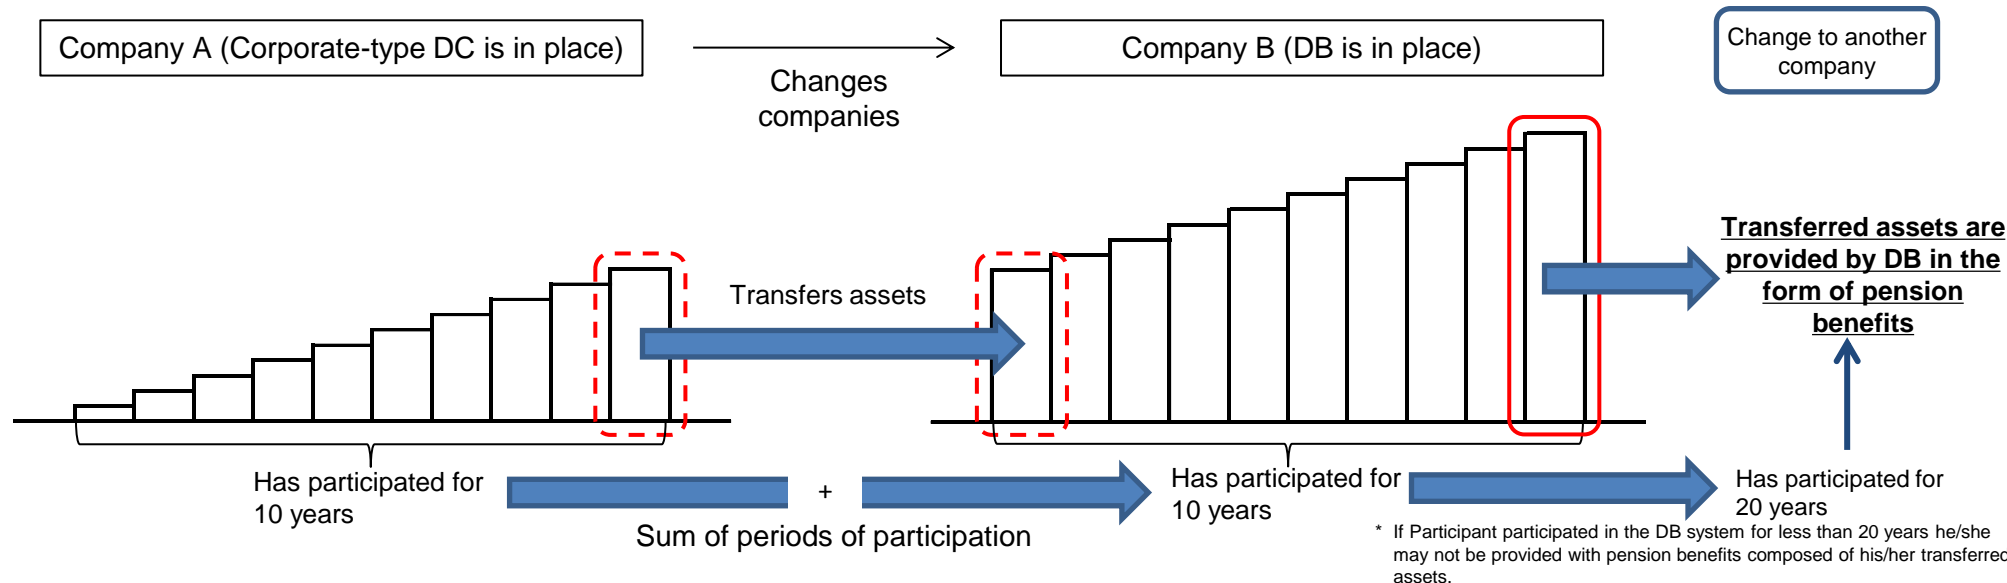 Company A (Corporate-type DC is in place)
Changes
companies
Company B (DB is in place)
Change to another
company
Transfers assets
Transferred assets are
provided by DB in the
form of pension
benefits
Has participated for
10 years
+
Sum of periods of participation
Has participated for
10 years
Has participated for
20 years
* If Participant participated in the DB system for less than 20 years he/she
may not be provided with pension benefits composed of his/her transferred
assets.